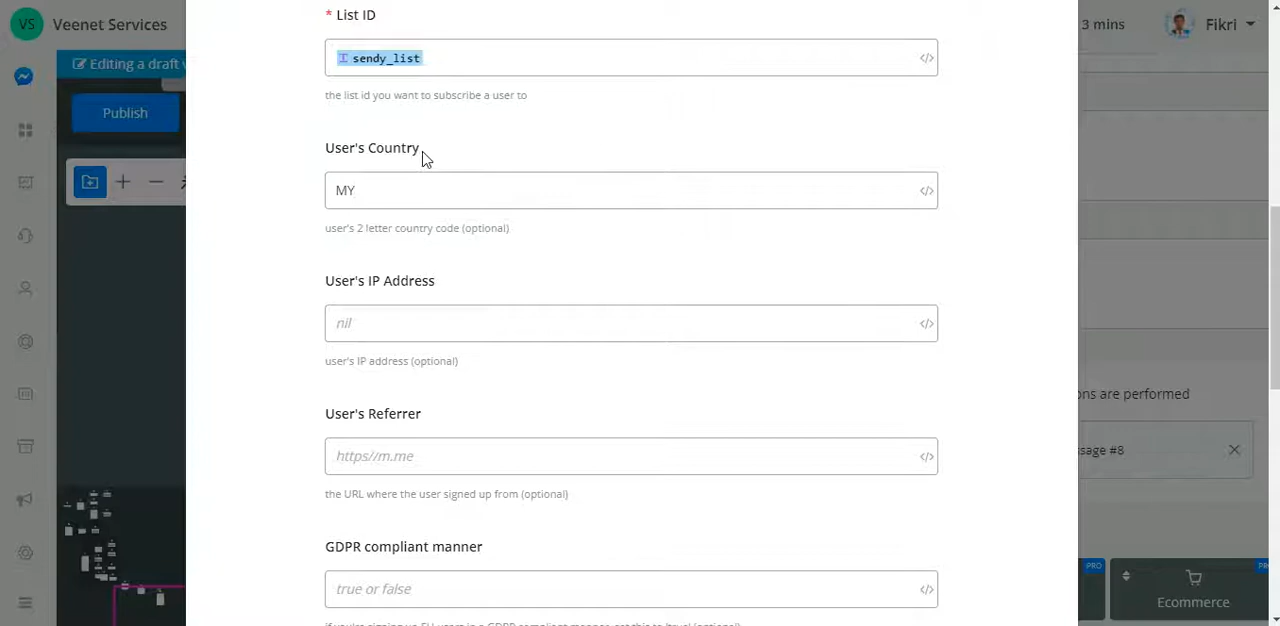 VS
Veenet Services
* List ID
3 mins
Fikri
Editing a draft
sendy_list
</>
the list id you want to subscribe a user to
Publish
User's Country
MY
</>
user's 2 letter country code (optional)
User's IP Address
nil
</>
user's IP address (optional)
ons are performed
User's Referrer
https//m.me
</>
ssage #8
the URL where the user signed up from (optional)
GDPR compliant manner
true or false
</>
PRO
Ecommerce